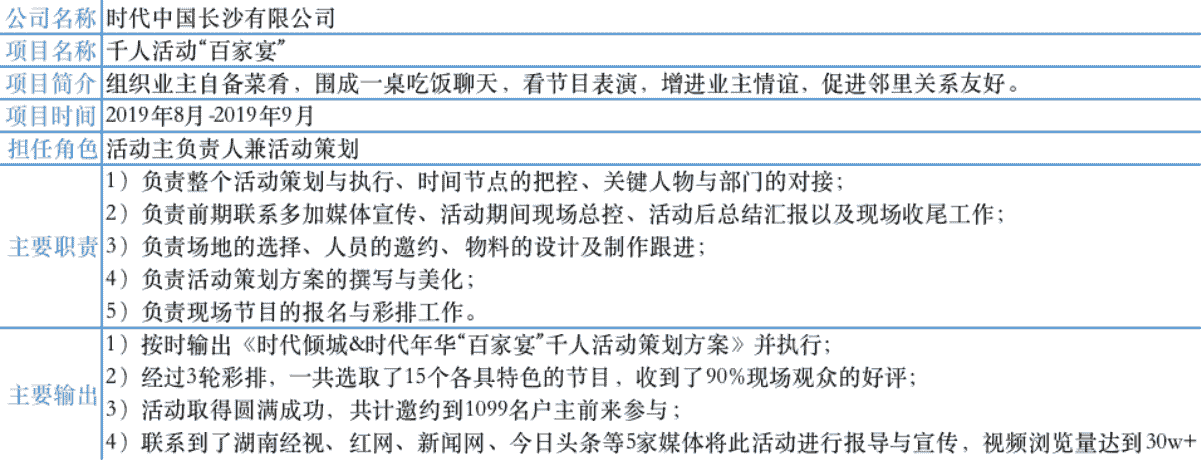 公司名称 时代中国长沙有限公司
项目名称 千人活动“百家宴”
项目简介 组织业主自备菜肴，围成一桌吃饭聊天，看节目表演，增进业主情谊，促进邻里关系友好。
项目时间 2019年8月-2019年9月
担任角色 活动主负责人兼活动策划
主要职责
1）负责整个活动策划与执行、时间节点的把控、关键人物与部门的对接；
2）负责前期联系多加媒体宣传、活动期间现场总控、活动后总结汇报以及现场收尾工作；
3）负责场地的选择、人员的邀约、物料的设计及制作跟进；
4）负责活动策划方案的撰写与美化；
5）负责现场节目的报名与彩排工作。
主要输出
1）按时输出《时代倾城&时代年华“百家宴”千人活动策划方案》并执行；
2）经过3轮彩排，一共选取了15个各具特色的节目，收到了90%现场观众的好评；
3）活动取得圆满成功，共计邀约到1099名户主前来参与；
4）联系到了湖南经视、红网、新闻网、今日头条等5家媒体将此活动进行报导与宣传，视频浏览量达到30w+